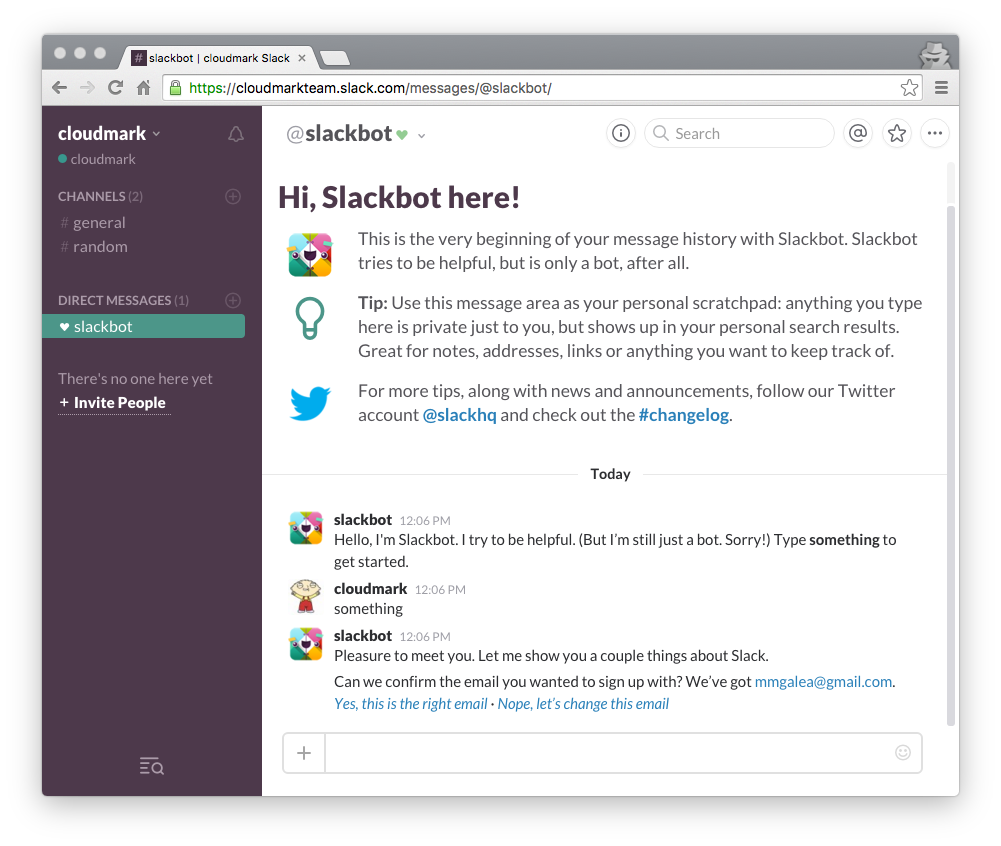 slackbot | cloudmark Slack
https://cloudmarkteam.slack.com/messages/@slackbot/
cloudmark
cloudmark
CHANNELS (2)
# general
# random
DIRECT MESSAGES (1)
slackbot
There's no one here yet
+ Invite People
@slackbot
Search
Hi, Slackbot here!
This is the very beginning of your message history with Slackbot. Slackbot
tries to be helpful, but is only a bot, after all.
Tip: Use this message area as your personal scratchpad: anything you type
here is private just to you, but shows up in your personal search results.
Great for notes, addresses, links or anything you want to keep track of.
For more tips, along with news and announcements, follow our Twitter
account @slackhq and check out the #changelog.
Today
slackbot 12:06 PM
Hello, I'm Slackbot. I try to be helpful. (But I’m still just a bot. Sorry!) Type something to
get started.
cloudmark 12:06 PM
something
slackbot 12:06 PM
Pleasure to meet you. Let me show you a couple things about Slack.
Can we confirm the email you wanted to sign up with? We’ve got mmgalea@gmail.com.
Yes, this is the right email · Nope, let’s change this email